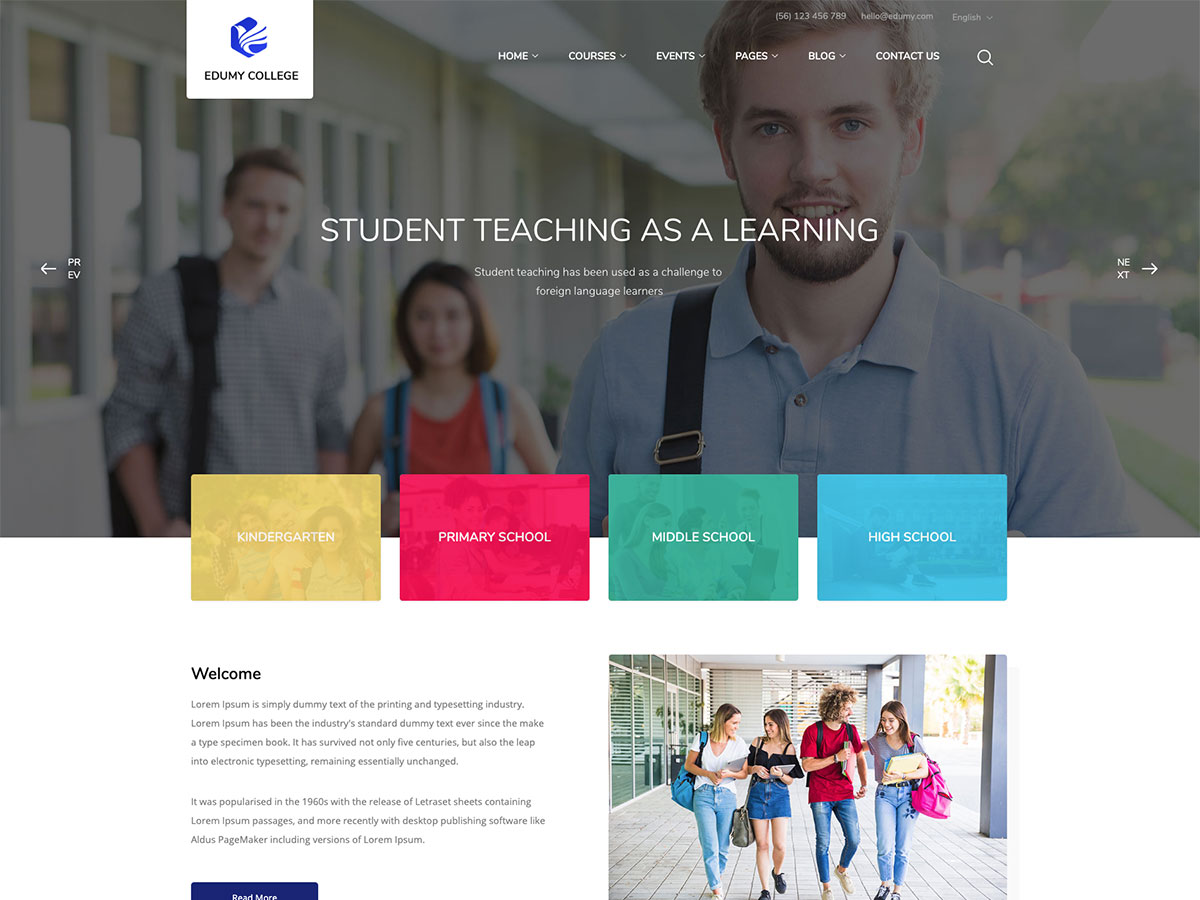 (56) 123 456 789 hello@edumy.com English
EDUMY COLLEGE
HOME COURSES EVENTS PAGES BLOG CONTACT US
STUDENT TEACHING AS A LEARNING
Student teaching has been used as a challenge to
foreign language learners
PR
EV
NE
XT
KINDERGARTEN PRIMARY SCHOOL MIDDLE SCHOOL HIGH SCHOOL
Welcome
Lorem Ipsum is simply dummy text of the printing and typesetting industry.
Lorem Ipsum has been the industry's standard dummy text ever since the make
a type specimen book. It has survived not only five centuries, but also the leap
into electronic typesetting, remaining essentially unchanged.
It was popularised in the 1960s with the release of Letraset sheets containing
Lorem Ipsum passages, and more recently with desktop publishing software like
Aldus PageMaker including versions of Lorem Ipsum.
Read More